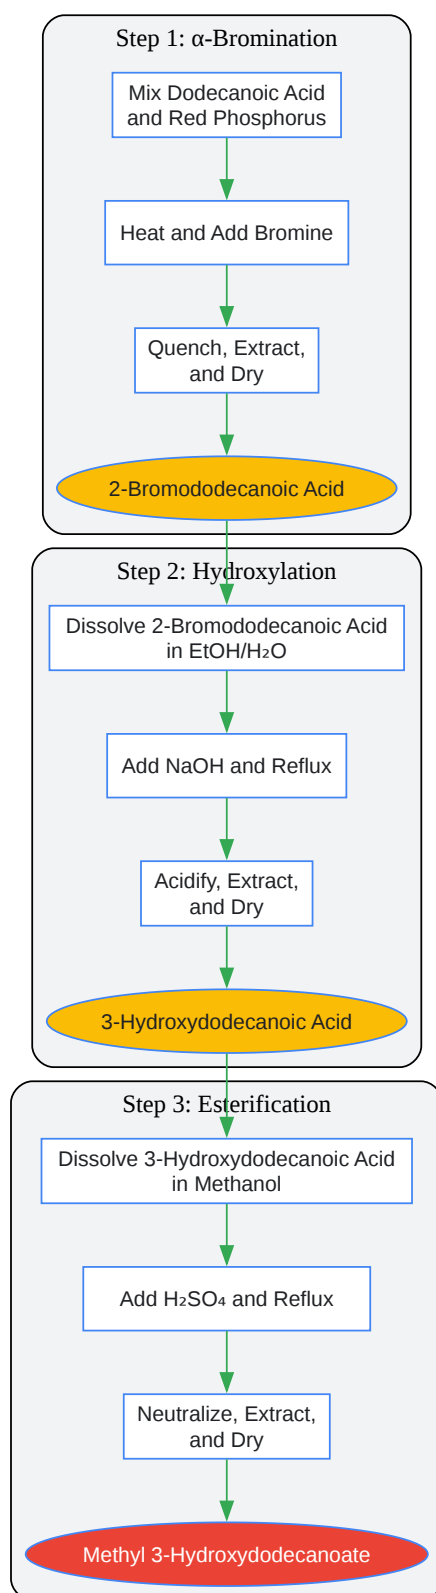 Step 1: α-Bromination
Mix Dodecanoic Acid
and Red Phosphorus
Heat and Add Bromine
Quench, Extract,
and Dry
2-Bromododecanoic Acid
Step 2: Hydroxylation
Dissolve 2-Bromododecanoic Acid
in EtOH/H₂O
Add NaOH and Reflux
Acidify, Extract,
and Dry
3-Hydroxydodecanoic Acid
Step 3: Esterification
Dissolve 3-Hydroxydodecanoic Acid
in Methanol
Add H₂SO₄ and Reflux
Neutralize, Extract,
and Dry
Methyl 3-Hydroxydodecanoate